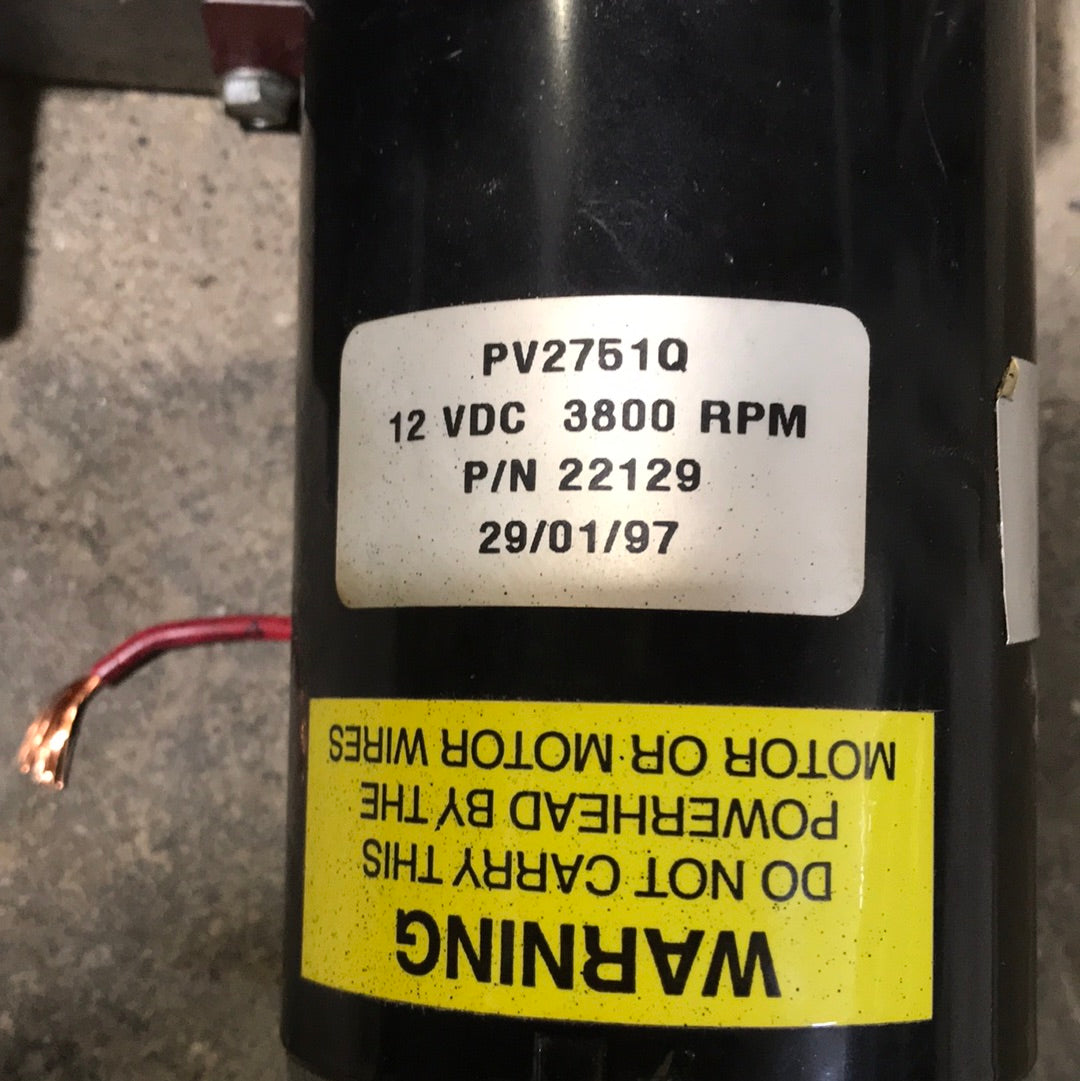 PV2751Q
12 VDC 3800 RPM
P/N 22129
29/01/97
WARNING
DO NOT CARRY THIS
POWERHEAD BY THE
MOTOR OR MOTOR WIRES